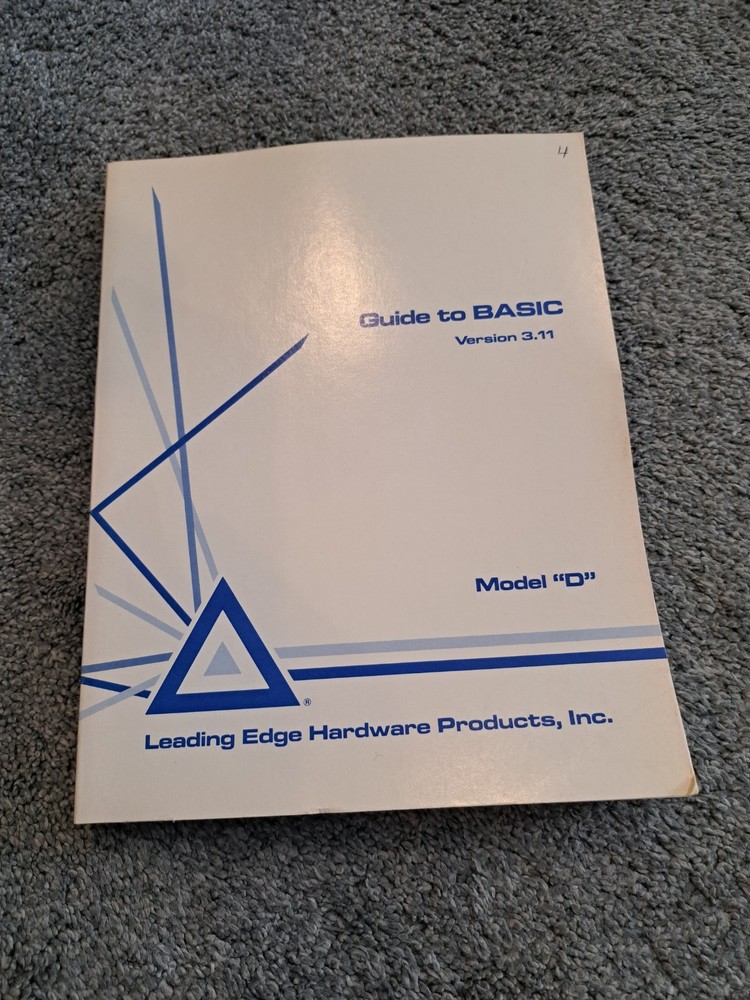 4
Guide to BASIC
Version 3.11
Model “D”
®
Leading Edge Hardware Products, Inc.